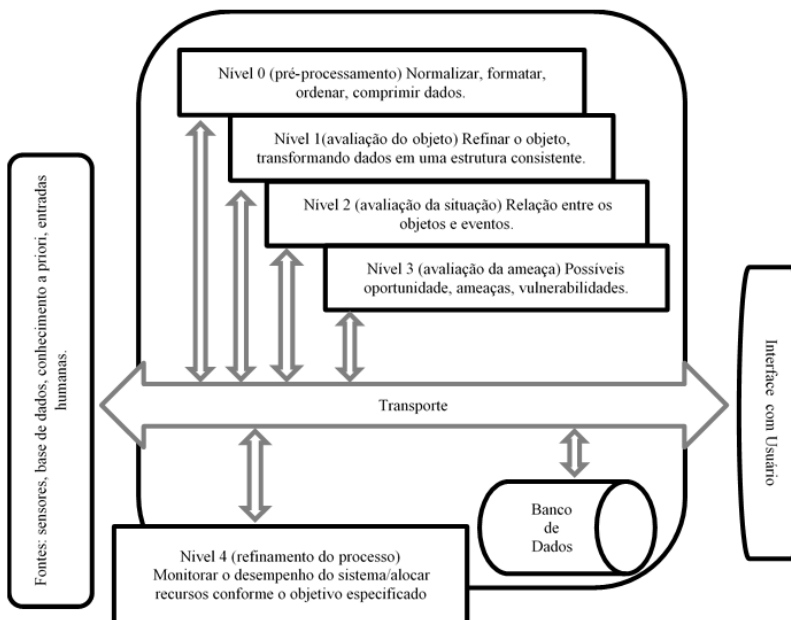 Nível 0 (pré-processamento) Normalizar, formatar,
ordenar, comprimir dados.
Nível 1(avaliação do objeto) Refinar o objeto,
transformando dados em uma estrutura consistente.
Nível 2 (avaliação da situação) Relação entre os
objetos e eventos.
Nível 3 (avaliação da ameaça) Possíveis
oportunidade, ameaças, vulnerabilidades.
Fontes: sensores, base de dados, conhecimento a priori, entradas
humanas.
Transporte
Interface com Usuário
Banco
de
Dados
Nível 4 (refinamento do processo)
Monitorar o desempenho do sistema/alocar
recursos conforme o objetivo especificado